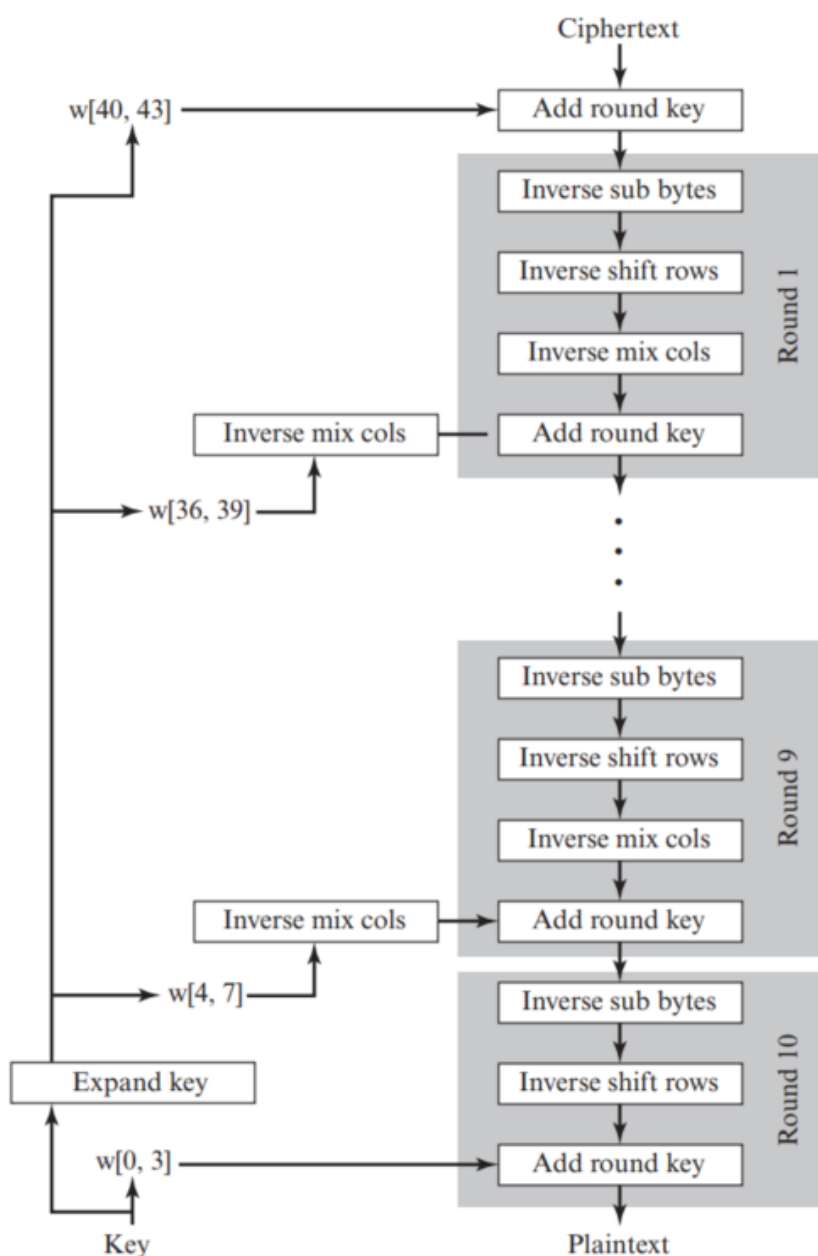 Ciphertext
w[40, 43]
Add round key
Inverse sub bytes
Inverse shift rows
Inverse mix cols
Add round key
Round 1
Inverse mix cols
w[36, 39]
Inverse sub bytes
Inverse shift rows
Inverse mix cols
Add round key
Round 9
Inverse mix cols
w[4, 7]
Inverse sub bytes
Inverse shift rows
Add round key
Round 10
Expand key
w[0, 3]
Key
Plaintext